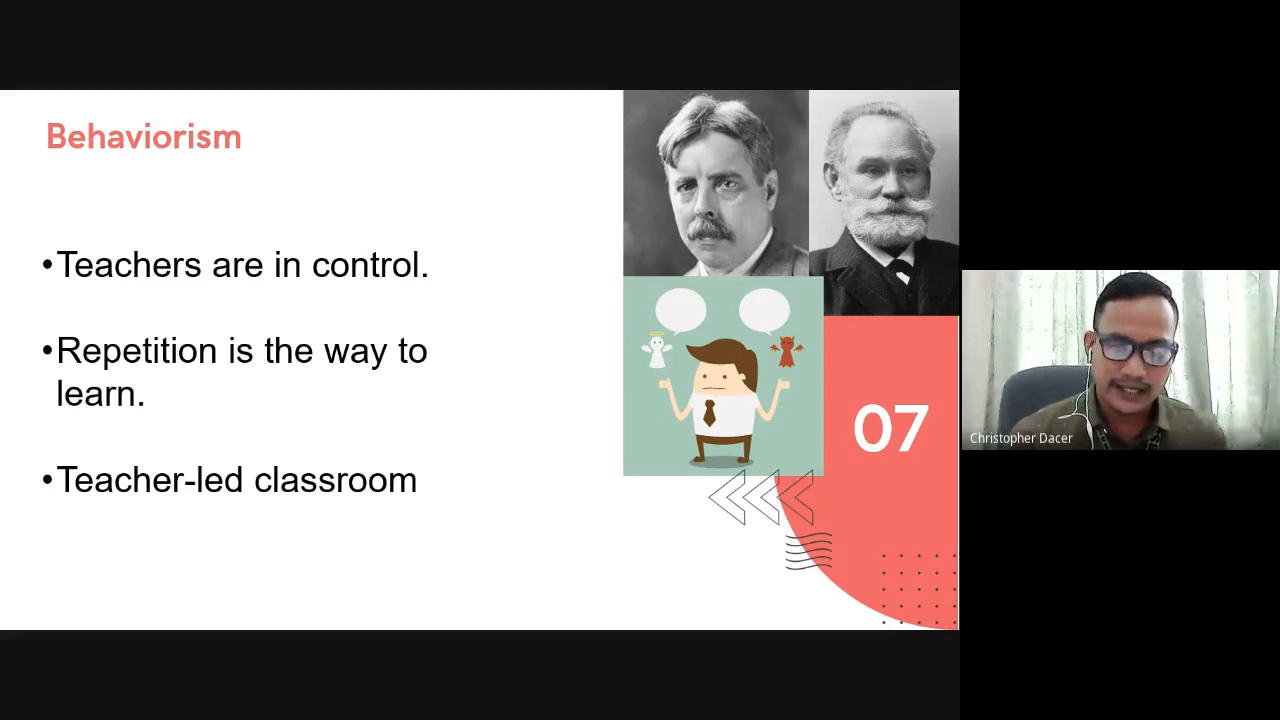 Behaviorism
•Teachers are in control.
•Repetition is the way to
learn.
•Teacher-led classroom
07
Christopher Dacer